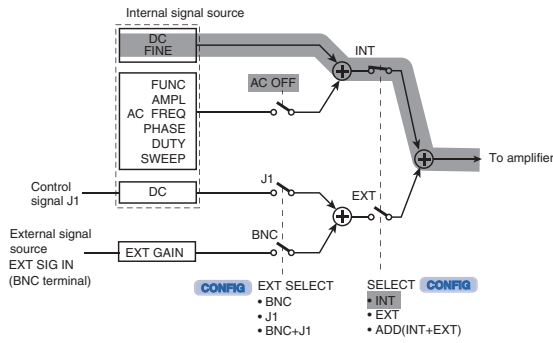 Internal signal source
DC
FINE
INT
FUNC
AMPL
AC FREQ
PHASE
DUTY
SWEEP
AC OFF
To amplifier
Control
signal J1
DC
J1
EXT
External signal
source
EXT SIG IN
(BNC terminal)
EXT GAIN
BNC
CONFIG EXT SELECT
• BNC
• J1
• BNC+J1
SELECT CONFIG
• INT
• EXT
• ADD(INT+EXT)